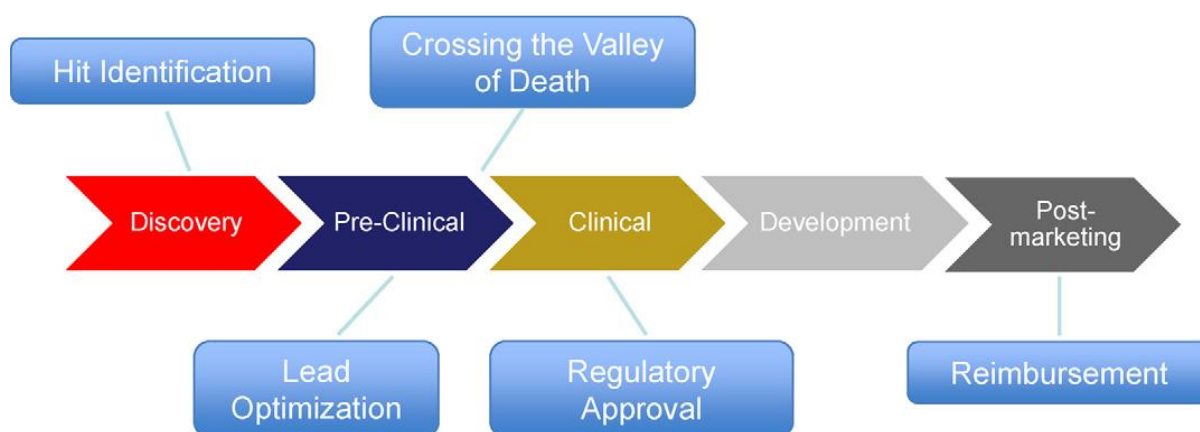 Hit Identification
Crossing the Valley
of Death
Discovery
Pre-Clinical
Clinical
Development
Post-
marketing
Lead
Optimization
Regulatory
Approval
Reimbursement